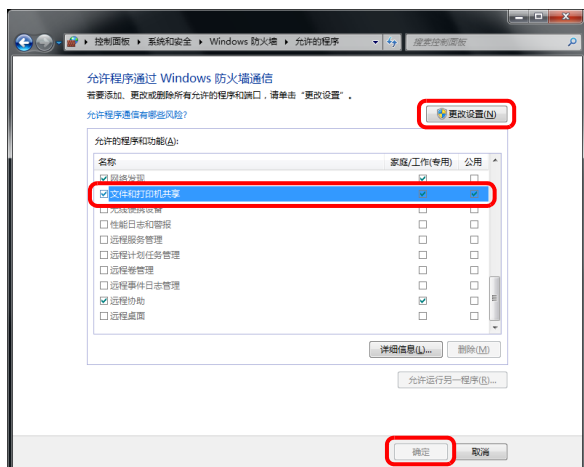 控制面板 ▸ 系统和安全 ▸ Windows 防火墙 ▸ 允许的程序
搜索控制面板
允许程序通过 Windows 防火墙通信
若要添加、更改或删除所有允许的程序和端口，请单击“更改设置”。
允许程序通信有哪些风险?
更改设置(N)
允许的程序和功能(A):
名称 家庭/工作(专用) 公用
网络发现
文件和打印机共享
无线便携设备
性能日志和警报
远程服务管理
远程计划任务管理
远程卷管理
远程事件日志管理
远程协助
远程桌面
详细信息(L)... 删除(M)
允许运行另一程序(R)...
确定 取消